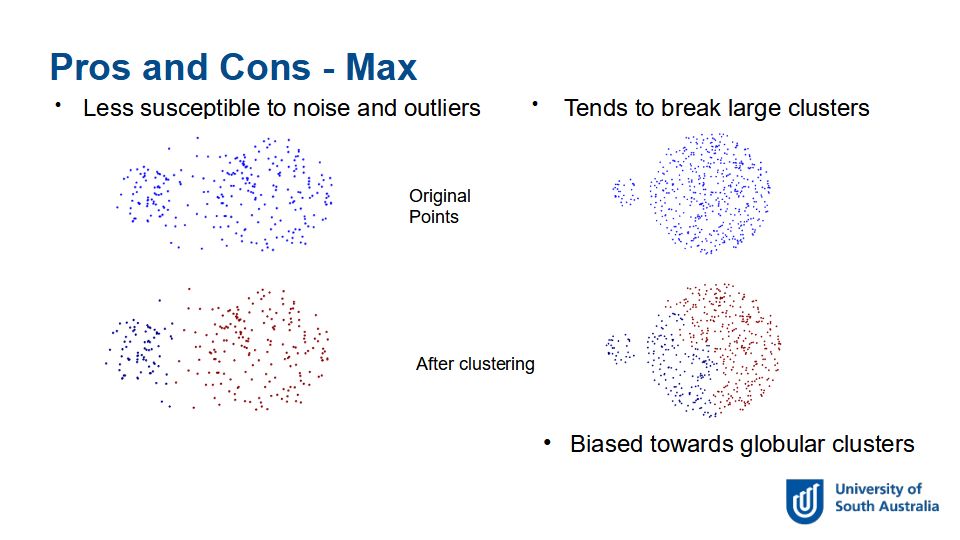 Pros and Cons - Max
• Less susceptible to noise and outliers
• Tends to break large clusters
Original
Points
After clustering
• Biased towards globular clusters
University of
South Australia